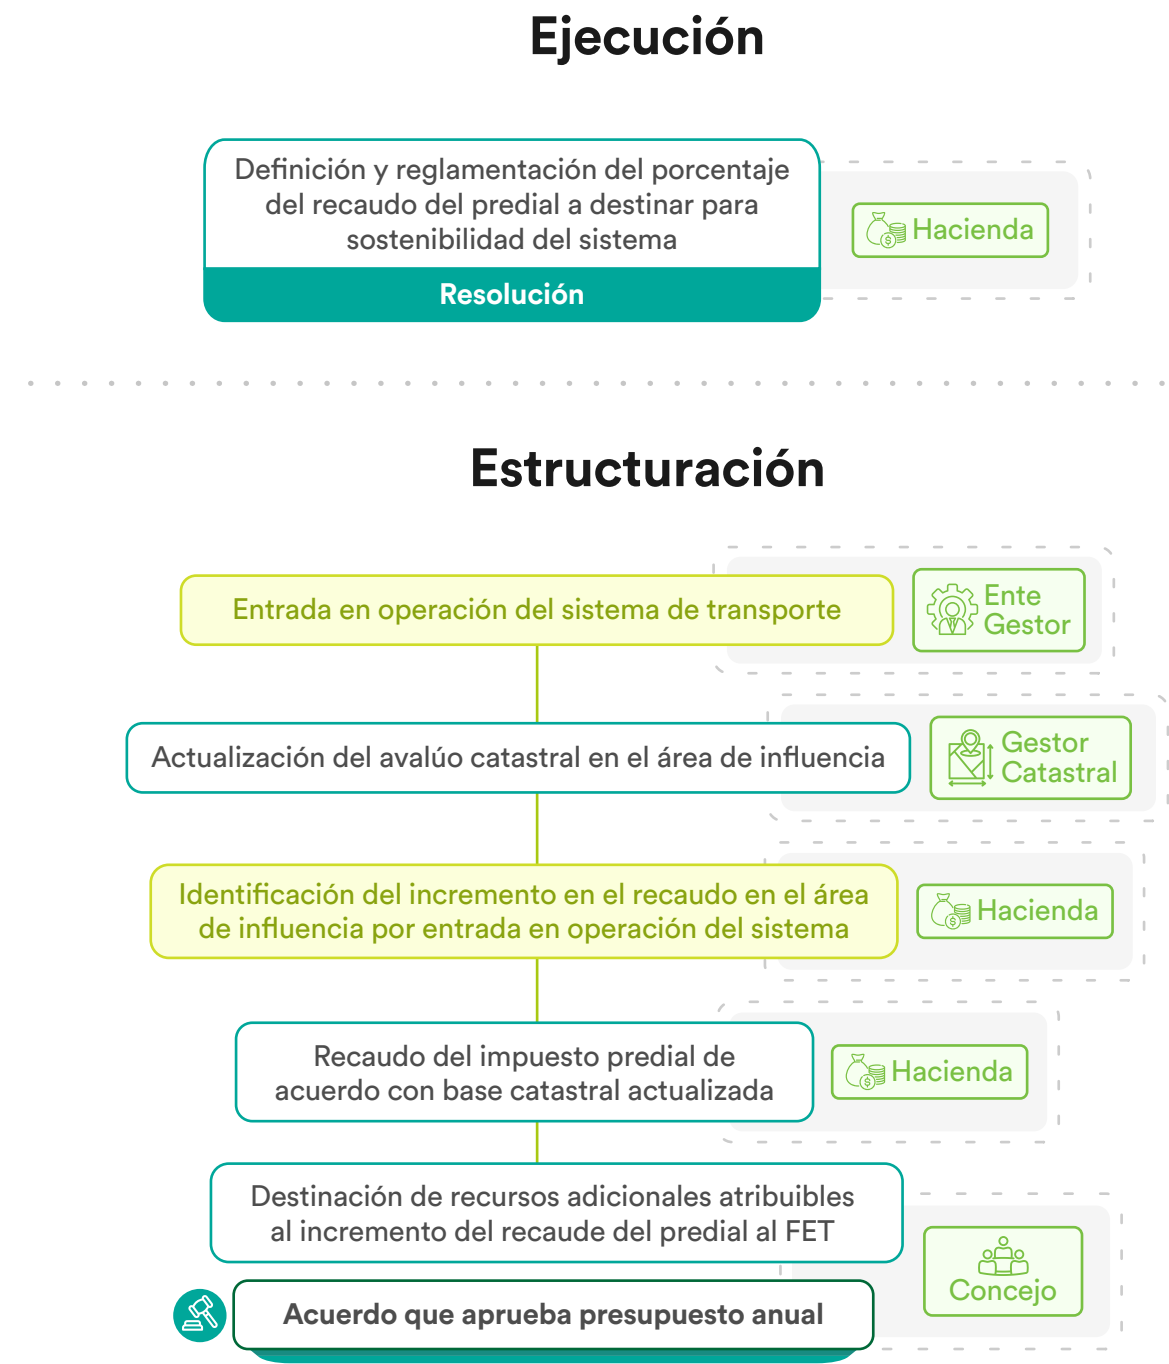 Ejecución
Definición y reglamentación del porcentaje
del recaudo del predial a destinar para
sostenibilidad del sistema
Hacienda
Resolución
Estructuración
Entrada en operación del sistema de transporte
Ente
Gestor
Actualización del avalúo catastral en el área de influencia
Gestor
Catastral
Identificación del incremento en el recaudo en el área
de influencia por entrada en operación del sistema
Hacienda
Recaudo del impuesto predial de
acuerdo con base catastral actualizada
Hacienda
Destinación de recursos adicionales atribuibles
al incremento del recaude del predial al FET
Concejo
Acuerdo que aprueba presupuesto anual